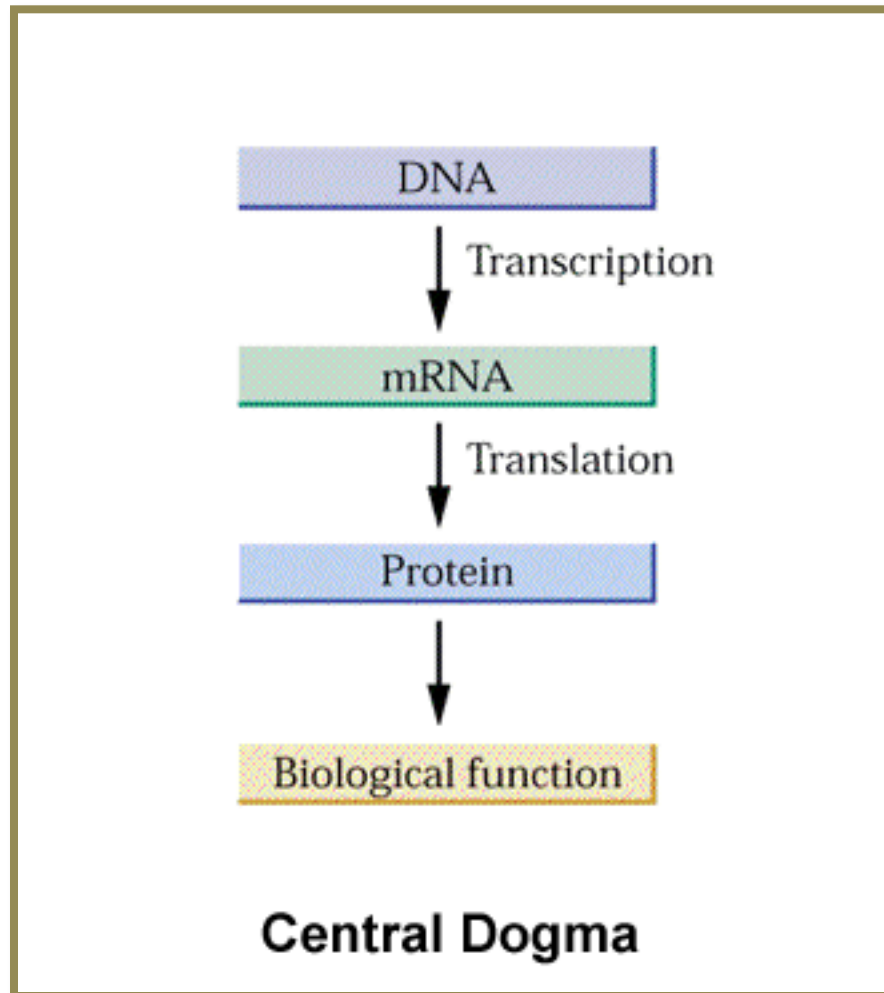 DNA
Transcription
mRNA
Translation
Protein
Biological function
Central Dogma